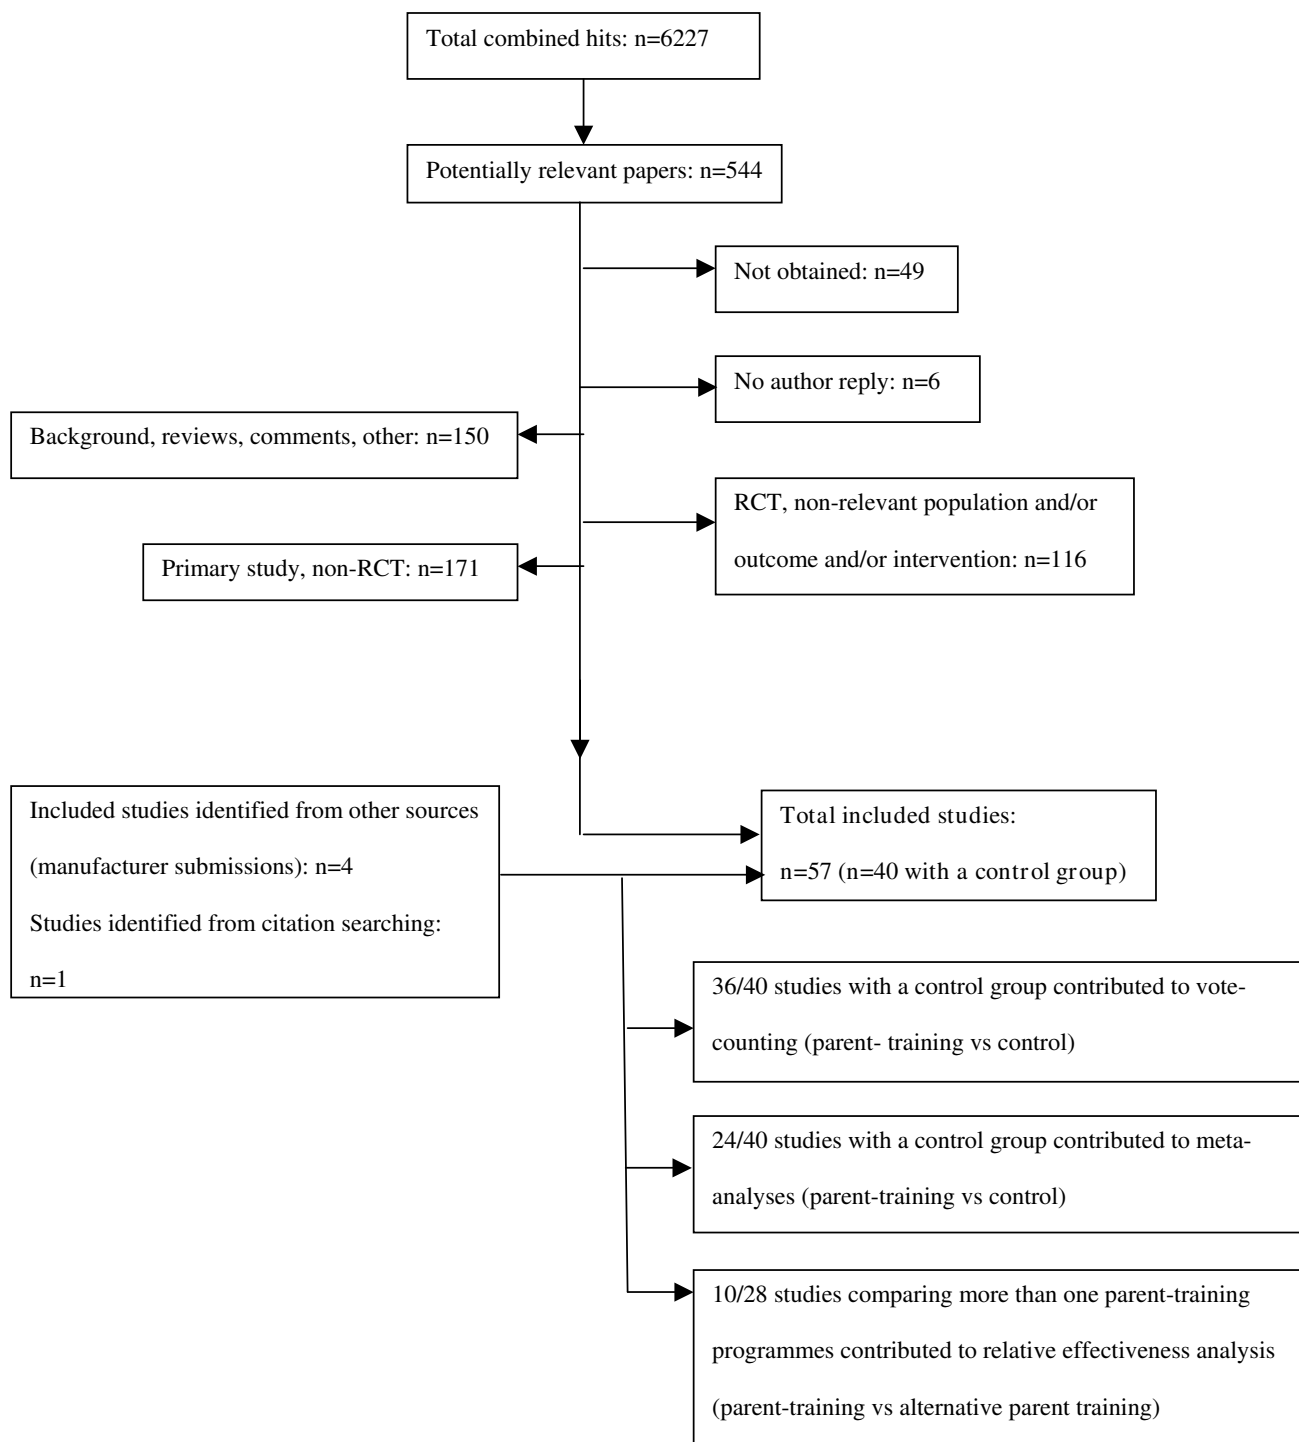 Total combined hits: n=6227
Potentially relevant papers: n=544
Not obtained: n=49
No author reply: n=6
Background, reviews, comments, other: n=150
RCT, non-relevant population and/or
outcome and/or intervention: n=116
Primary study, non-RCT: n=171
Included studies identified from other sources
(manufacturer submissions): n=4
Studies identified from citation searching:
n=1
Total included studies:
n=57 (n=40 with a control group)
36/40 studies with a control group contributed to vote-
counting (parent- training vs control)
24/40 studies with a control group contributed to meta-
analyses (parent-training vs control)
10/28 studies comparing more than one parent-training
programmes contributed to relative effectiveness analysis
(parent-training vs alternative parent training)